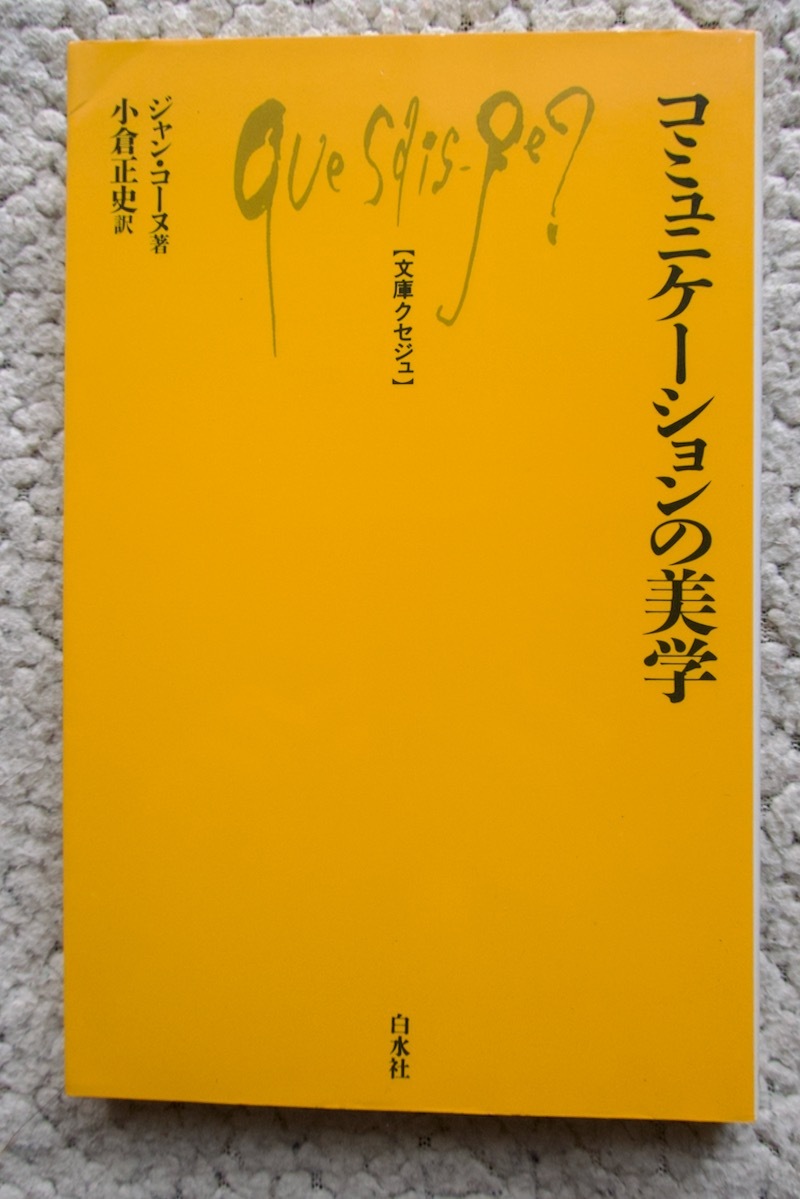 コミュニケーションの美学
Que sais-je?
【文庫クセジュ】
ジャン・コーヌ著
小倉正史訳
白水社